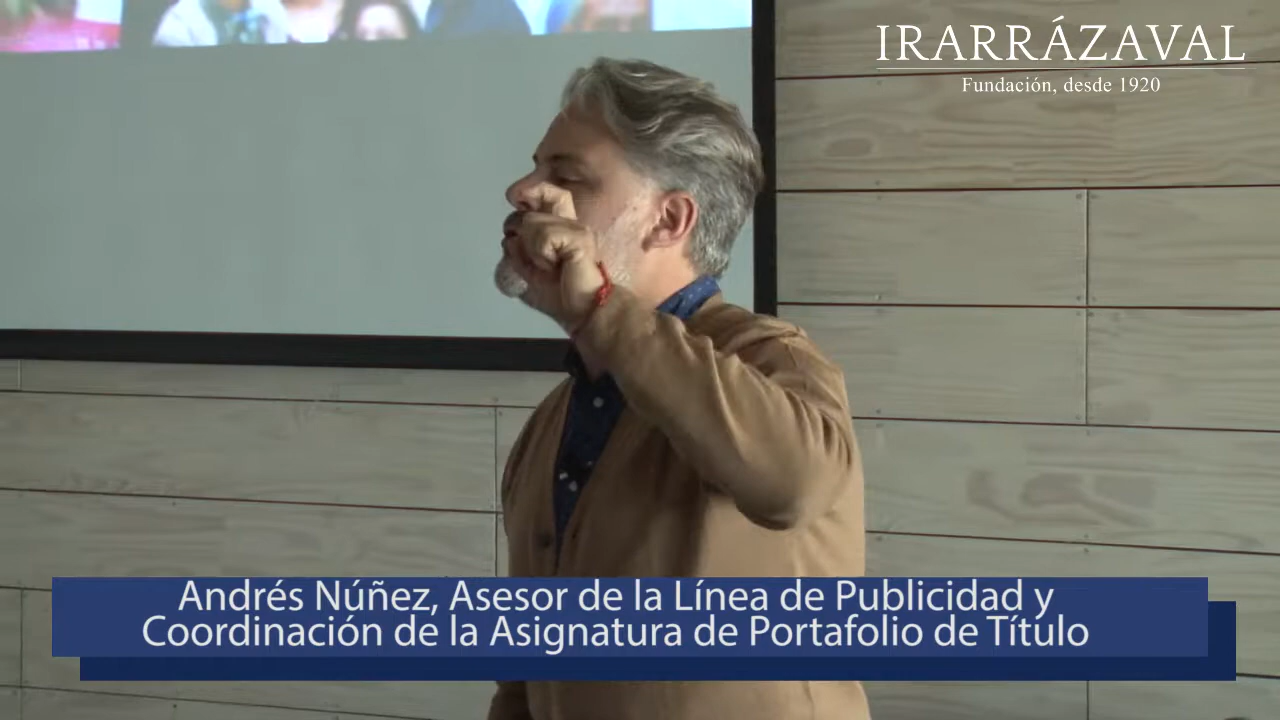 IRARRÁZAVAL
Fundación, desde 1920
Andrés Núñez, Asesor de la Línea de Publicidad y
Coordinación de la Asignatura de Portafolio de Título